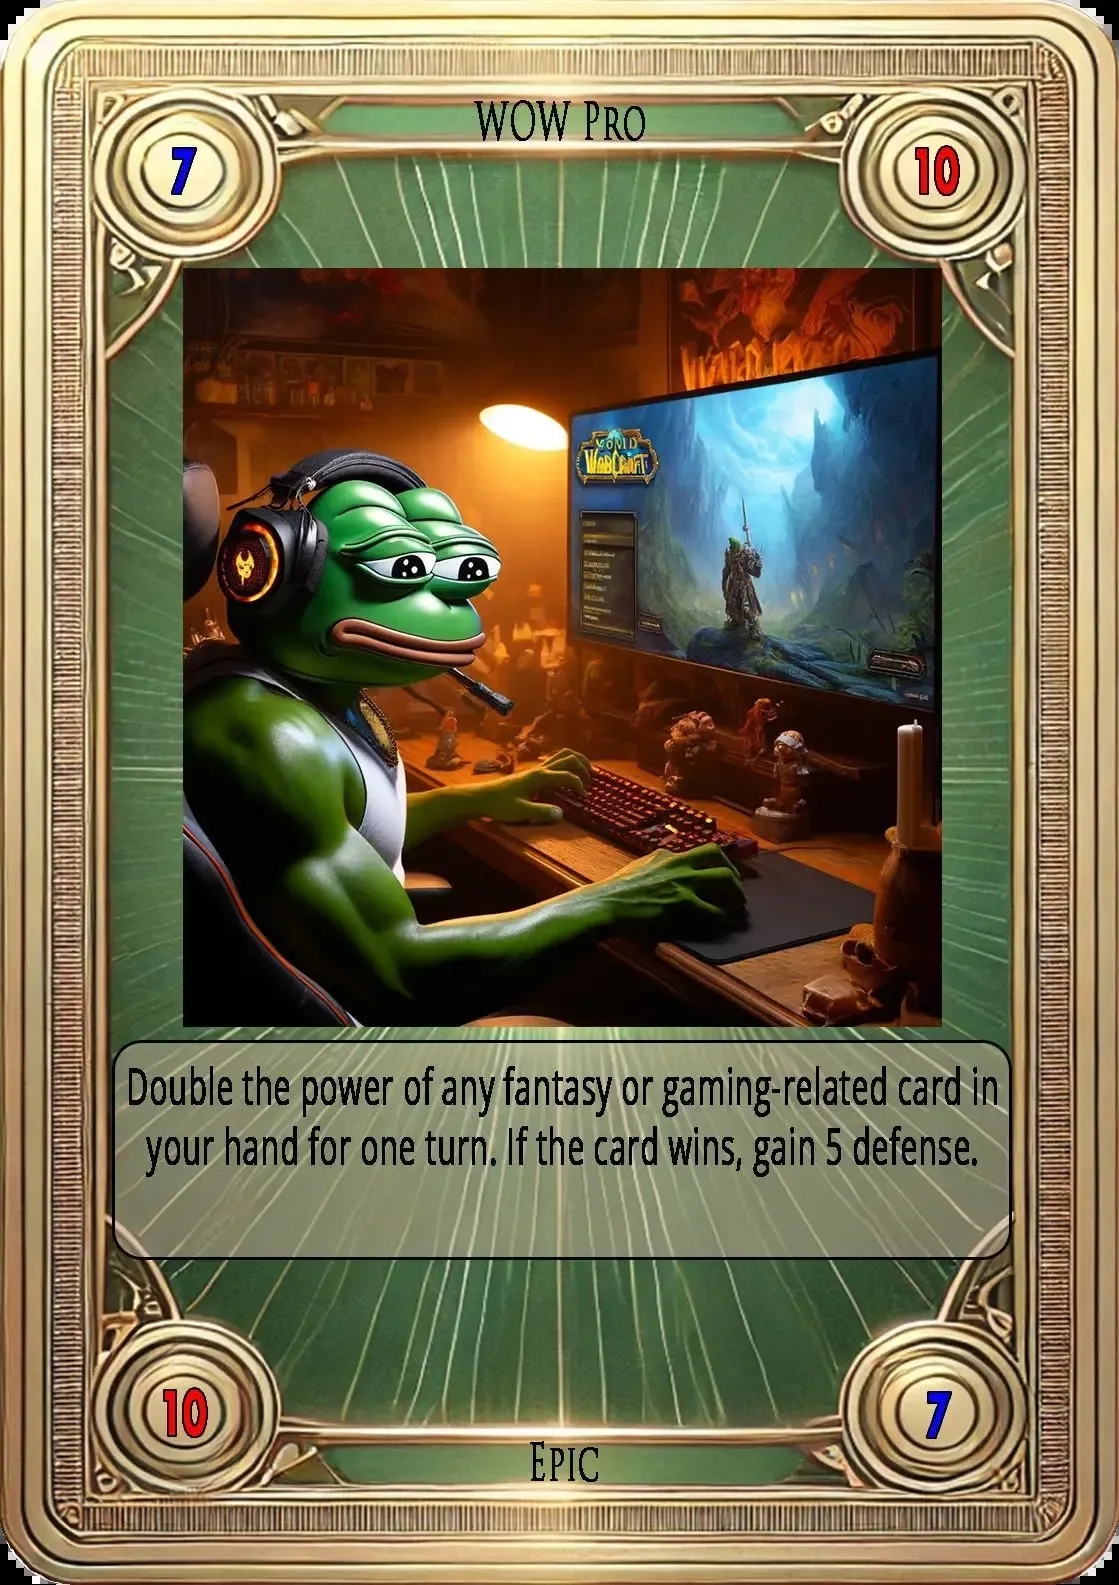 WOW Pro
7
10
WORLD
WARCRAFT
Double the power of any fantasy or gaming-related card in
your hand for one turn. If the card wins, gain 5 defense.
10
7
Epic